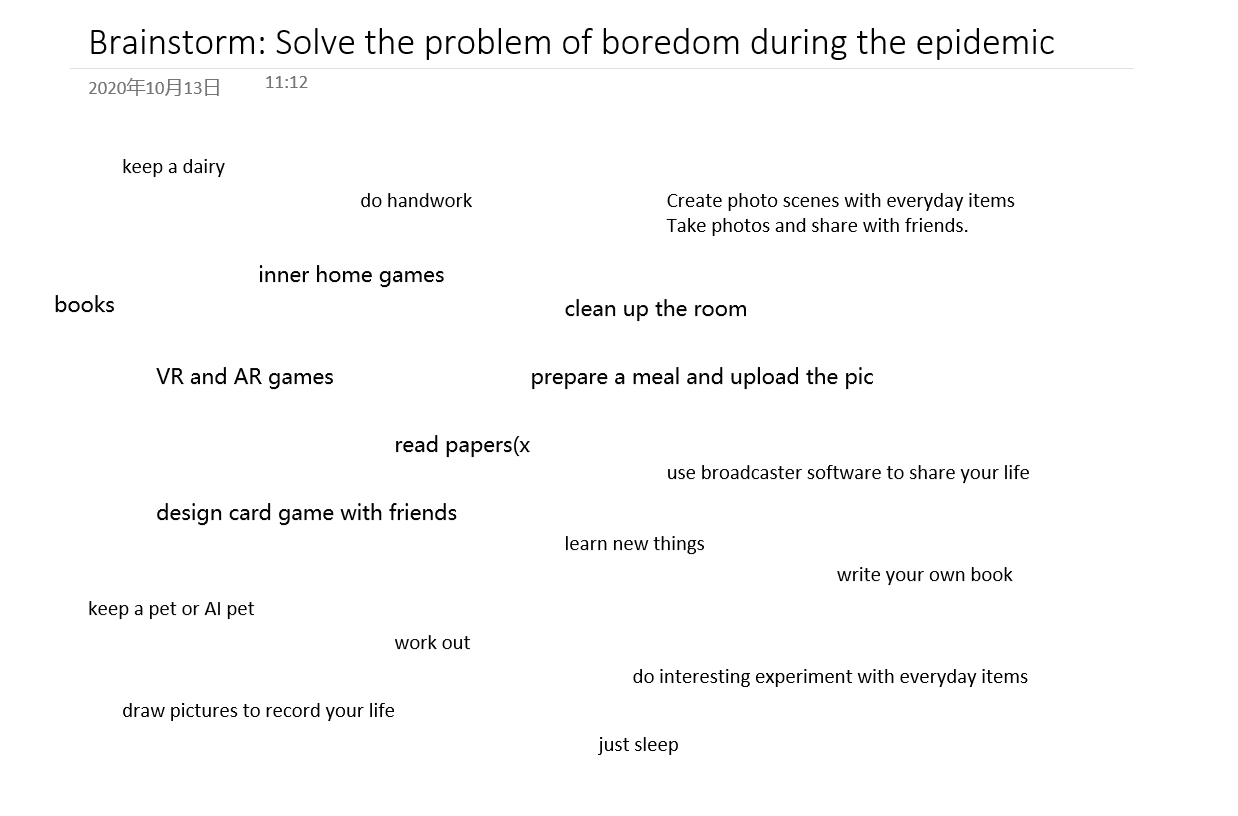 Brainstorm: Solve the problem of boredom during the epidemic
2020年10月13日 11:12
keep a dairy
do handwork
Create photo scenes with everyday items
Take photos and share with friends.
inner home games
books
clean up the room
VR and AR games
prepare a meal and upload the pic
read papers(x
use broadcaster software to share your life
design card game with friends
learn new things
write your own book
keep a pet or AI pet
work out
do interesting experiment with everyday items
draw pictures to record your life
just sleep